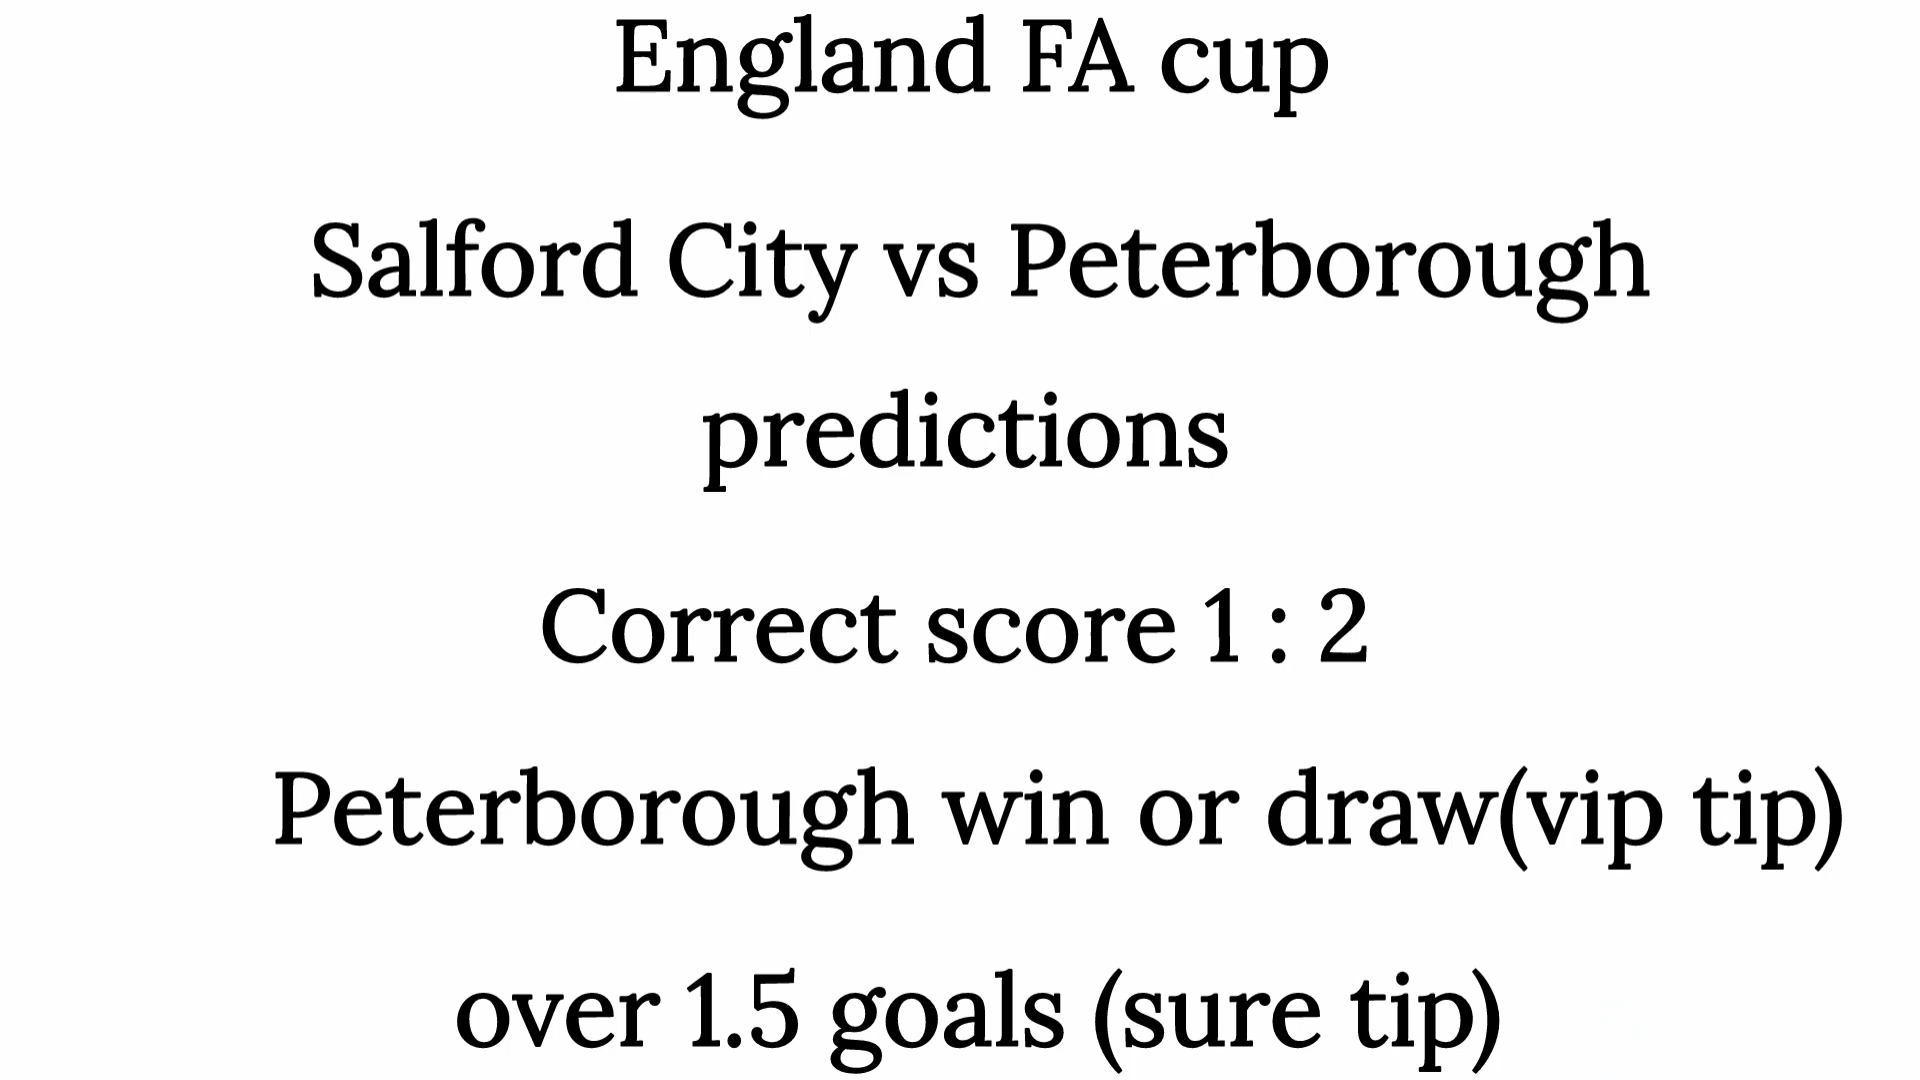 England FA cup
Salford City vs Peterborough
predictions
Correct score 1 : 2
Peterborough win or draw(vip tip)
over 1.5 goals (sure tip)